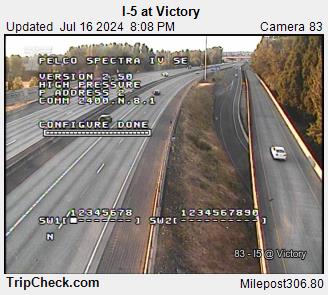 I-5 at Victory
Updated Jul 16 2024 8:08 PM Camera 83
PELCO SPECTRA IV SE
VERSION 2.50
HIGH PRESSURE
P ADDRESS 2
COMM 2400,N,8,1
CONFIGURE DONE
12345678 1234567890
SW1[ SW2[
N
83 - I5 @ Victory
TripCheck.com Milepost306.80